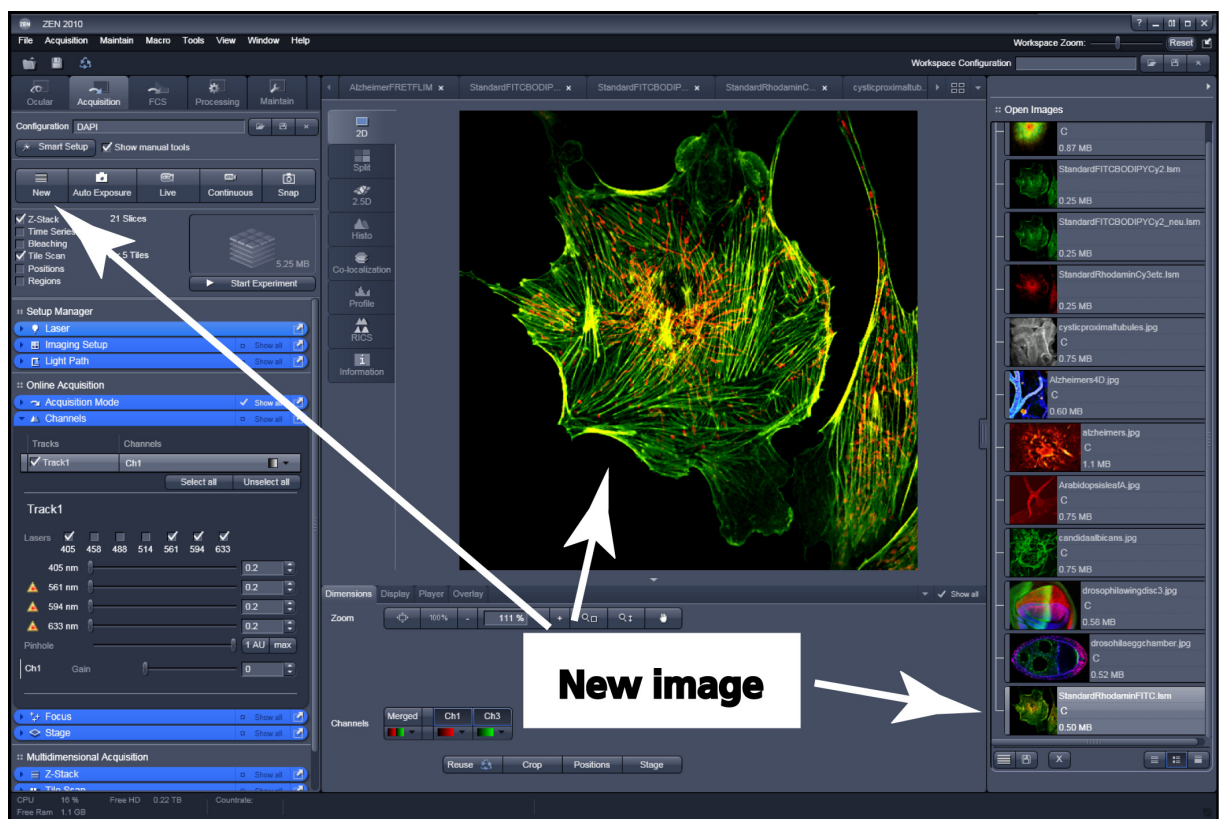 ZEN 2010
File Acquisition Maintain Macro Tools View Window Help
Workspace Zoom: Reset
Workspace Configuration
Ocular Acquisition FCS Processing Maintain
AlzheimerFRETFLIM x StandardFITCBODIP... x StandardFITCBODIP... x StandardRhodaminC... x cysticproximaltub..
Configuration DAPI
Smart Setup Show manual tools
New Auto Exposure Live Continuous Snap
Z-Stack 21 Slices
Time Series
Bleaching
Tile Scan 5 Tiles
Positions
Regions
5.25 MB
Start Experiment
Setup Manager
Laser
Imaging Setup Show all
Light Path Show all
Online Acquisition
Acquisition Mode Show all
Channels Show all
Tracks Channels
Track1 Ch1
Select all Unselect all
Track1
Lasers
405 458 488 514 561 594 633
405 nm 0.2
561 nm 0.2
594 nm 0.2
633 nm 0.2
Pinhole 1 AU max
Ch1 Gain 0
Focus Show all
Stage Show all
Multidimensional Acquisition
Z-Stack Show all
Tile Scan Show all
CPU 16 % Free HD 0.22 TB Countrate:
Free Ram 1.1 GB
2D
Split
2.5D
Histo
Co-localization
Profile
RICS
Information
Dimensions Display Player Overlay Show all
Zoom 100% - 111 % +
New image
Channels Merged Ch1 Ch3
Reuse Crop Positions Stage
Open Images
C
0.87 MB
StandardFITCBODIPYCy2.lsm
0.25 MB
StandardFITCBODIPYCy2_neu.lsm
0.25 MB
StandardRhodaminCy3etc.lsm
0.25 MB
cysticproximaltubules.jpg
C
0.75 MB
Alzheimers4D.jpg
C
0.60 MB
alzheimers.jpg
C
1.1 MB
ArabidopsisleafA.jpg
C
0.75 MB
candidaalbicans.jpg
C
0.75 MB
drosophilawingdisc3.jpg
C
0.58 MB
drosohilaeggchamber.jpg
C
0.52 MB
StandardRhodaminFITC.lsm
C
0.50 MB